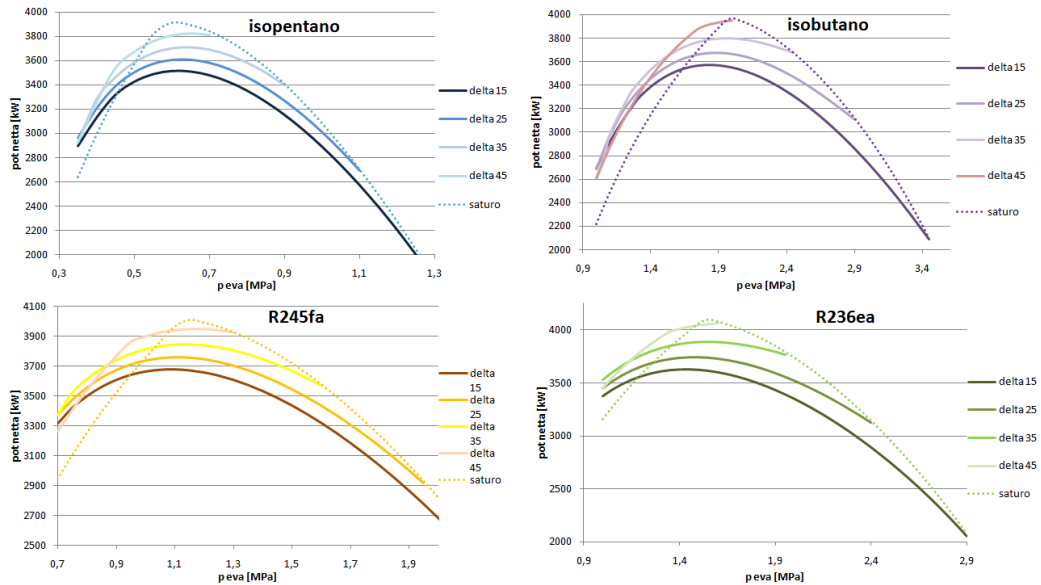 isopentano
4000
3800
3600
3400
3200
3000
2800
2600
2400
2200
2000
pot netta [kW]
0,3 0,5 0,7 0,9 1,1 1,3
p eva [MPa]
delta 15
delta 25
delta 35
delta 45
saturo
isobutano
4000
3800
3600
3400
3200
3000
2800
2600
2400
2200
2000
pot netta [kW]
0,9 1,4 1,9 2,4 2,9 3,4
p eva [MPa]
delta 15
delta 25
delta 35
delta 45
saturo
R245fa
4100
3900
3700
3500
3300
3100
2900
2700
2500
pot netta [kW]
0,7 0,9 1,1 1,3 1,5 1,7 1,9
p eva [MPa]
delta
15
delta
25
delta
35
delta
45
saturo
R236ea
4000
3500
3000
2500
2000
pot netta [kW]
0,9 1,4 1,9 2,4 2,9
p eva [MPa]
delta 15
delta 25
delta 35
delta 45
saturo